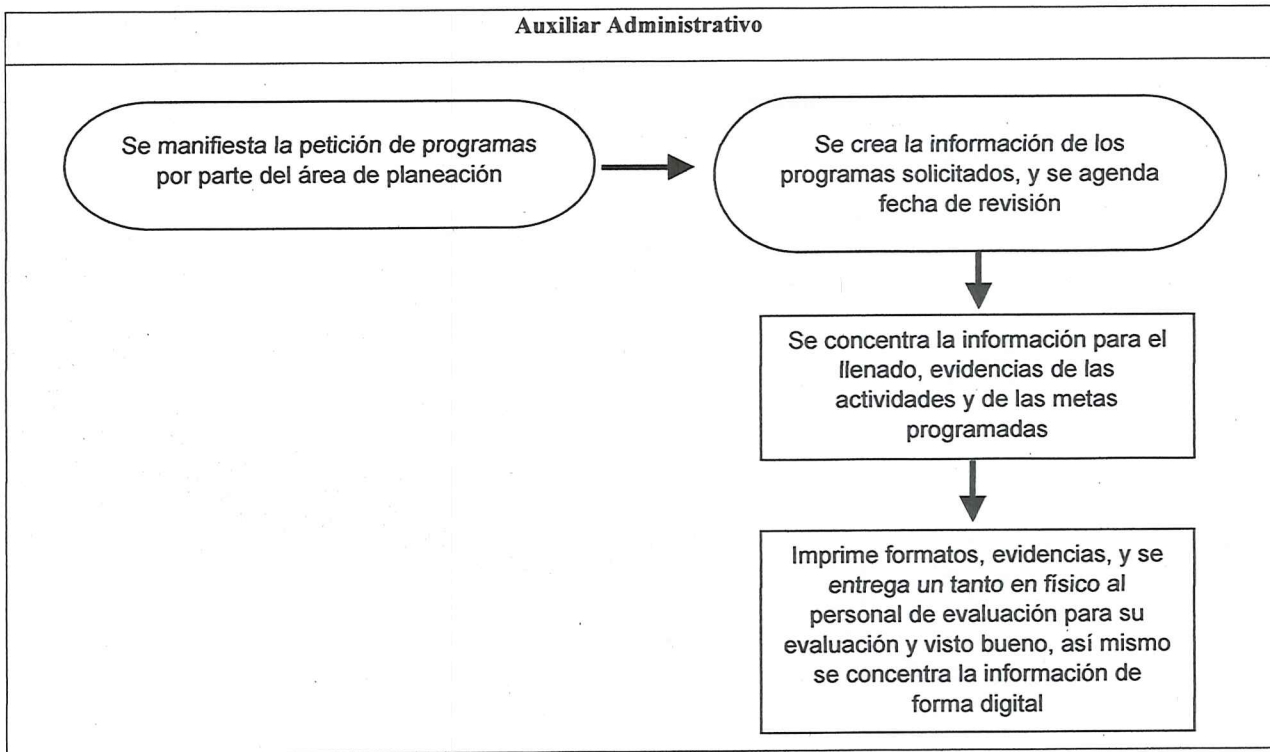 Auxiliar Administrativo
Se manifiesta la petición de programas
por parte del área de planeación
Se crea la información de los
programas solicitados, y se agenda
fecha de revisión
Se concentra la información para el
llenado, evidencias de las
actividades y de las metas
programadas
Imprime formatos, evidencias, y se
entrega un tanto en físico al
personal de evaluación para su
evaluación y visto bueno, así mismo
se concentra la información de
forma digital